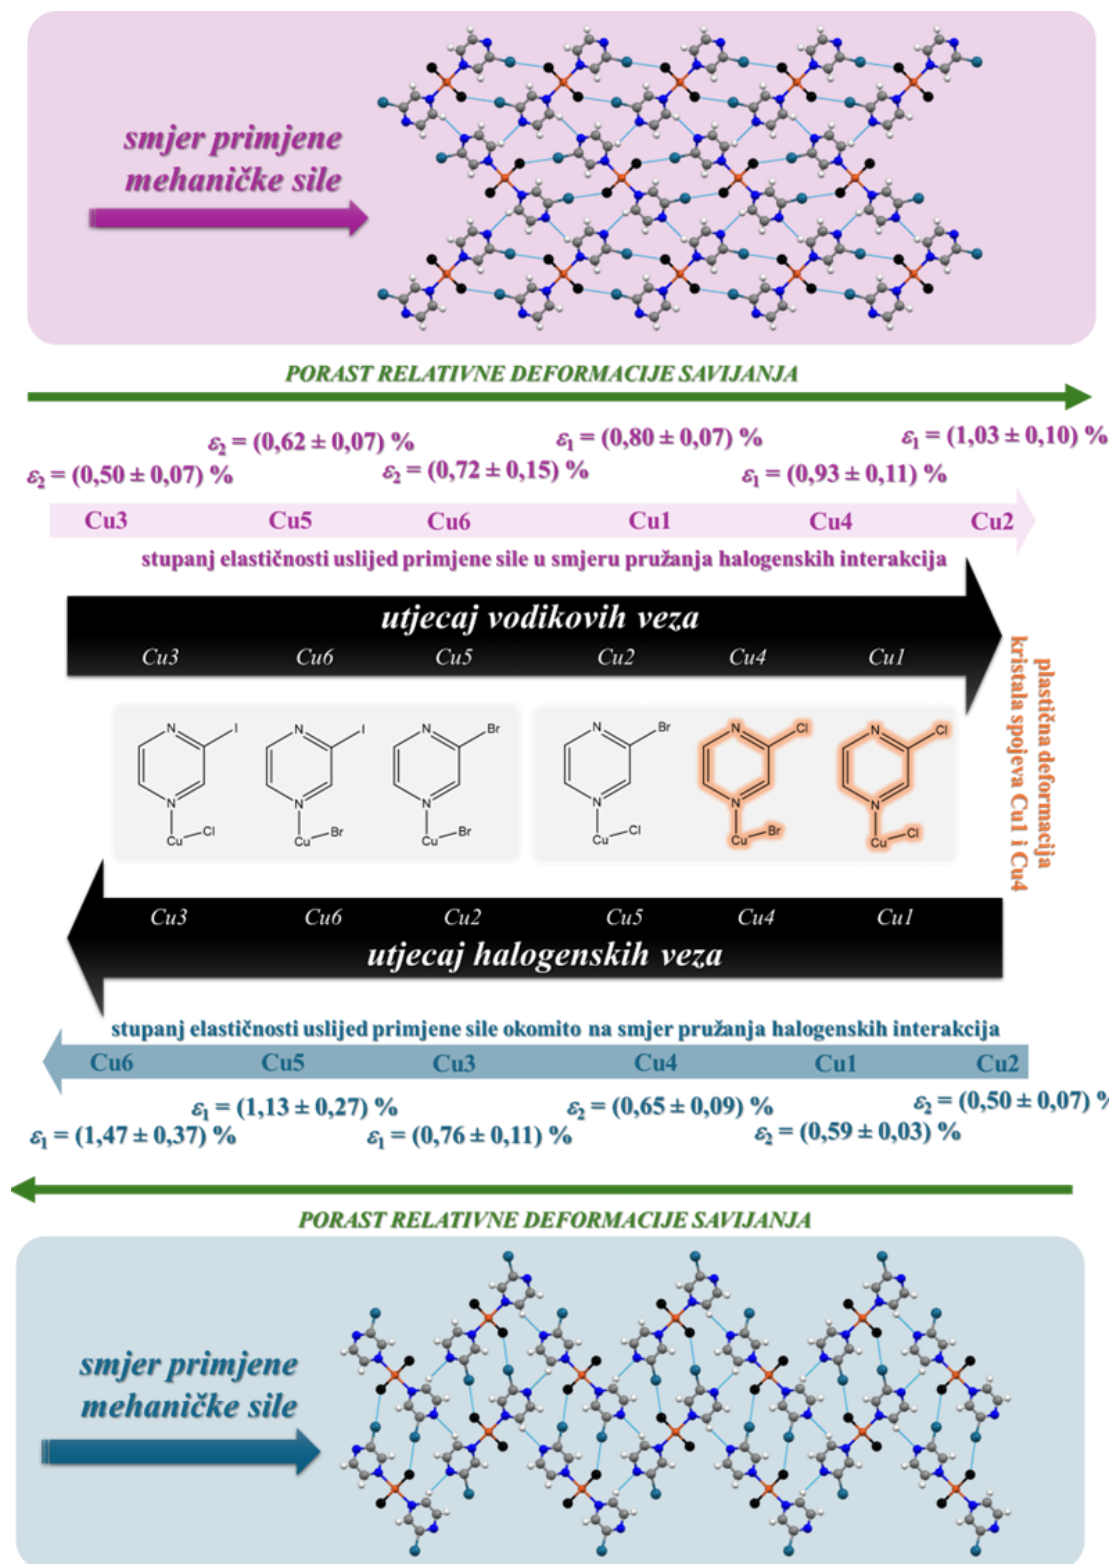 smjer primjene
mehaničke sile
PORAST RELATIVNE DEFORMACIJE SAVIJANJA
ε₂ = (0,62 ± 0,07) %
ε₁ = (0,80 ± 0,07) %
ε₁ = (1,03 ± 0,10) %
ε₂ = (0,50 ± 0,07) %
ε₂ = (0,72 ± 0,15) %
ε₁ = (0,93 ± 0,11) %
Cu3 Cu5 Cu6 Cu1 Cu4 Cu2
stupanj elastičnosti uslijed primjene sile u smjeru pružanja halogenskih interakcija
utjecaj vodikovih veza
Cu3 Cu6 Cu5 Cu2 Cu4 Cu1
plastična deformacija
kristala spojeva Cu1 i Cu4
N I N Cu Cl
N I N Cu Br
N Br N Cu Br
N Br N Cu Cl
N Cl N Cu Br
N Cl N Cu Cl
Cu3 Cu6 Cu2 Cu5 Cu4 Cu1
utjecaj halogenskih veza
stupanj elastičnosti uslijed primjene sile okomito na smjer pružanja halogenskih interakcija
Cu6 Cu5 Cu3 Cu4 Cu1 Cu2
ε₁ = (1,13 ± 0,27) %
ε₂ = (0,65 ± 0,09) %
ε₂ = (0,50 ± 0,07) %
ε₁ = (1,47 ± 0,37) %
ε₁ = (0,76 ± 0,11) %
ε₂ = (0,59 ± 0,03) %
PORAST RELATIVNE DEFORMACIJE SAVIJANJA
smjer primjene
mehaničke sile